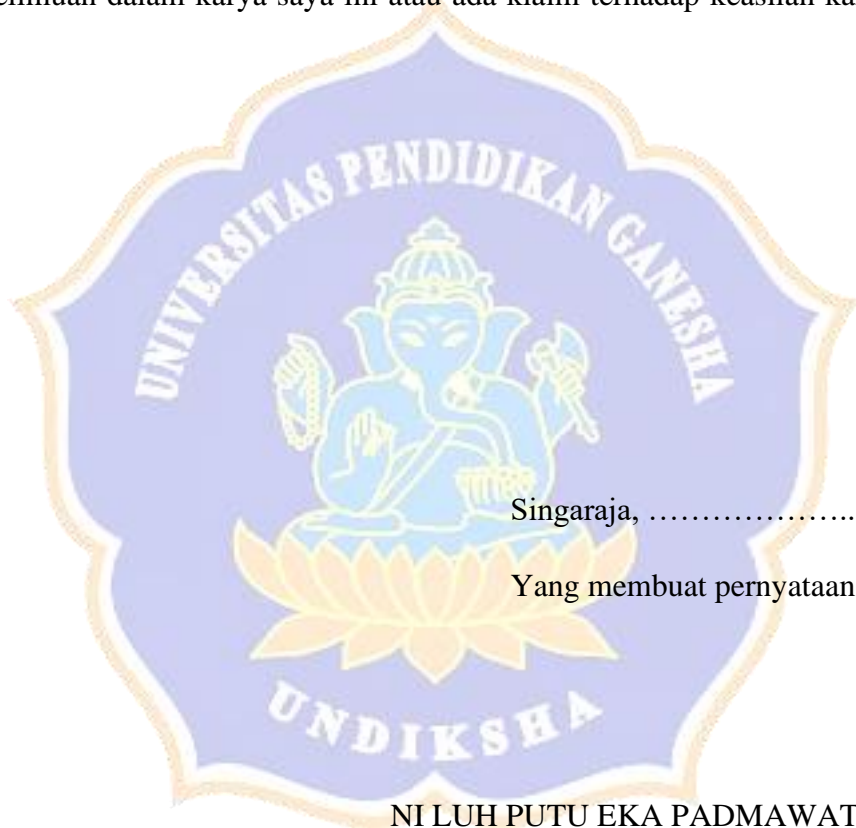 dalam karya saya ini atau ada klaim terhadap keaslian
UNIVERSITAS PENDIDIKAN GANESHA
Singaraja, ………………..
Yang membuat pernyataan
UNDIKSHA
NI LUH PUTU EKA PADMAWAT